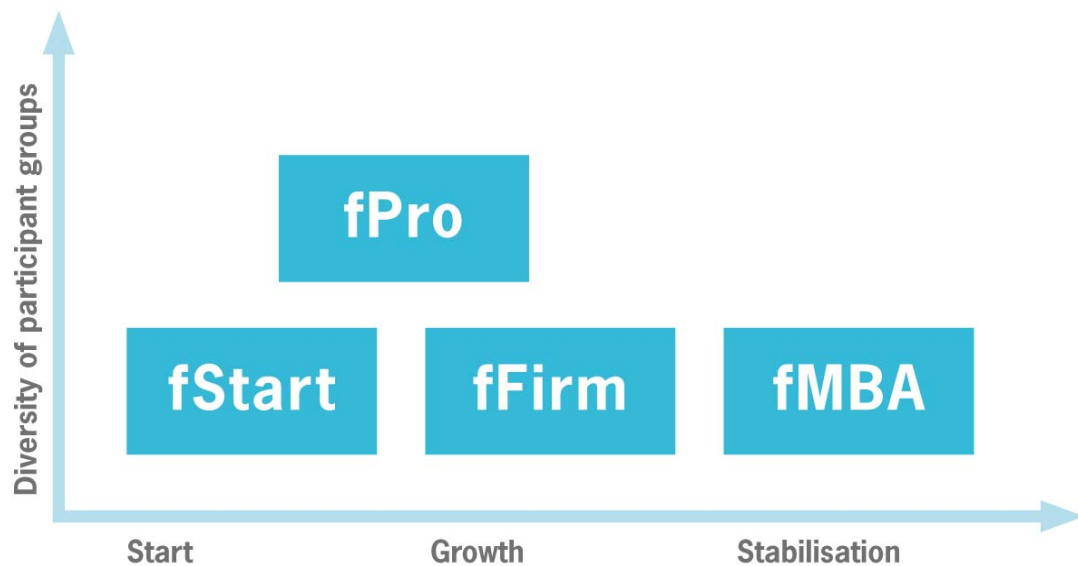 Diversity of participant groups
fPro
fStart
fFirm
fMBA
Start
Growth
Stabilisation